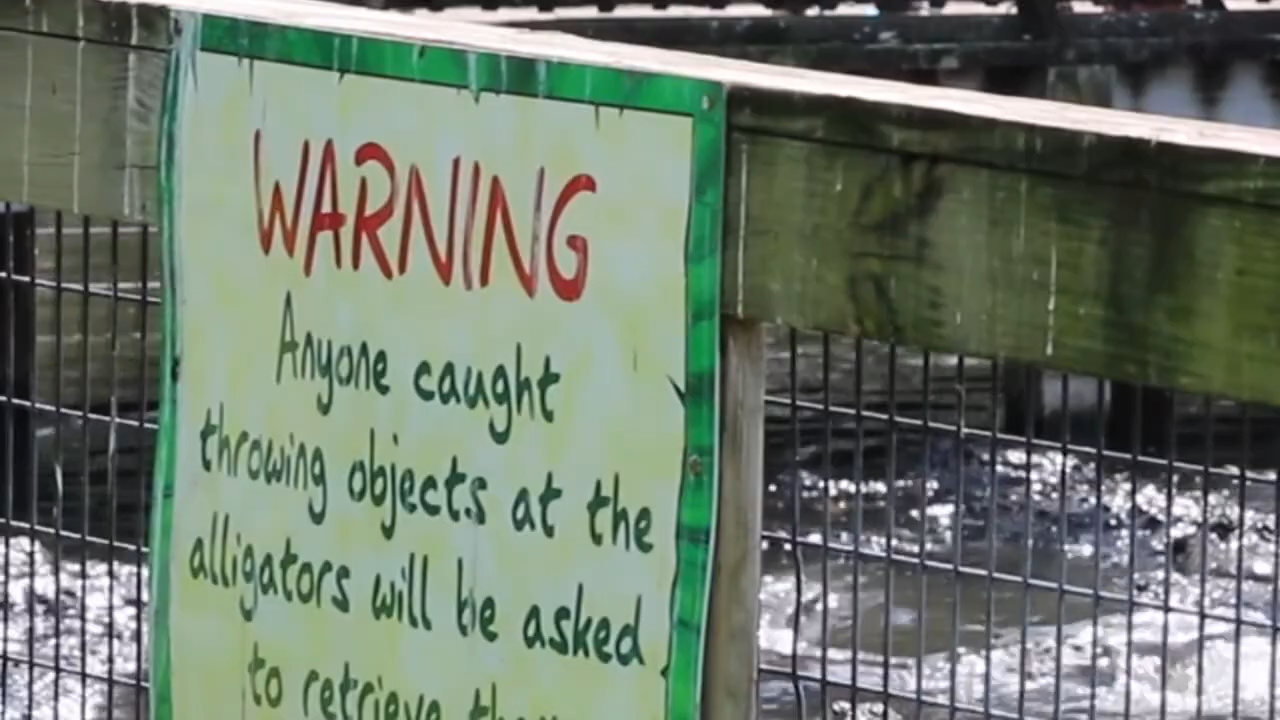 WARNING
Anyone caught
throwing objects at the
alligators will be asked
to retrieve